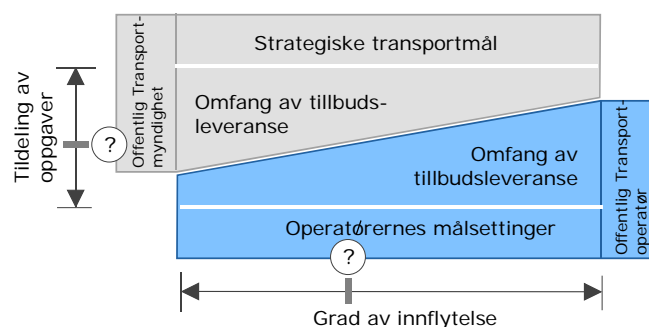 Tildeling av
oppgaver
?
Offentlig Transport-
myndighet
Strategiske transportmål
Omfang av tillbuds-
leveranse
Omfang av
tillbudsleveranse
Operatørernes målsettinger
Offentlig Transport-
operatør
?
Grad av innflytelse